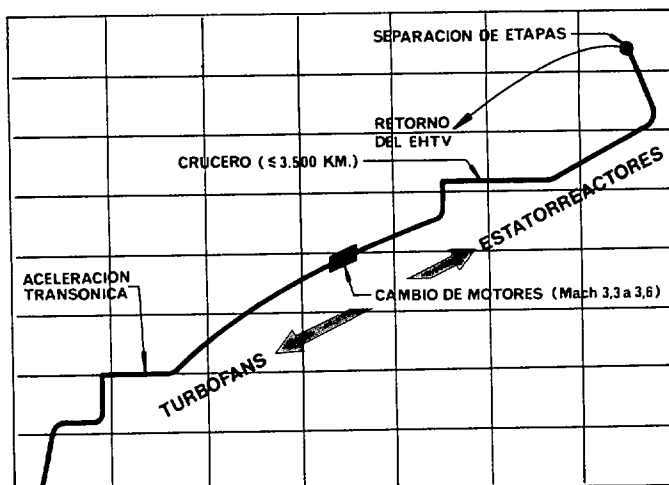 SEPARACION DE ETAPAS
RETORNO
DEL EHTV
CRUCERO (≤ 3.500 KM.)
ESTATORREACTORES
ACELERACION
TRANSONICA
CAMBIO DE MOTORES (Mach 3,3 a 3,6)
TURBOFANS